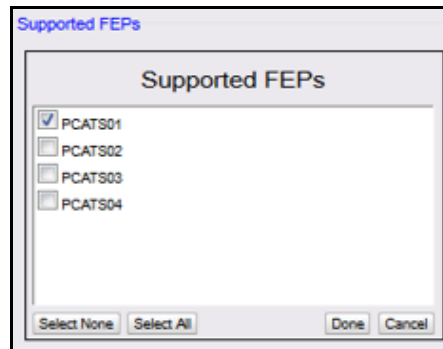 Supported FEPs
Supported FEPs
PCATS01
PCATS02
PCATS03
PCATS04
Select None Select All Done Cancel